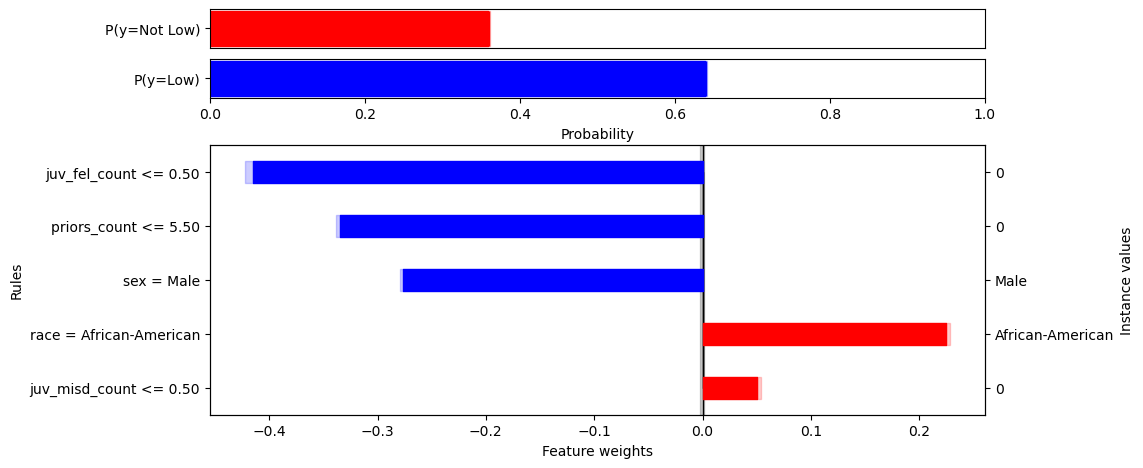 P(y=Not Low)
P(y=Low)
0.0 0.2 0.4 0.6 0.8 1.0
Probability
juv_fel_count <= 0.50 0
priors_count <= 5.50 0
sex = Male Male
race = African-American African-American
juv_misd_count <= 0.50 0
Rules
Instance values
−0.4 −0.3 −0.2 −0.1 0.0 0.1 0.2
Feature weights